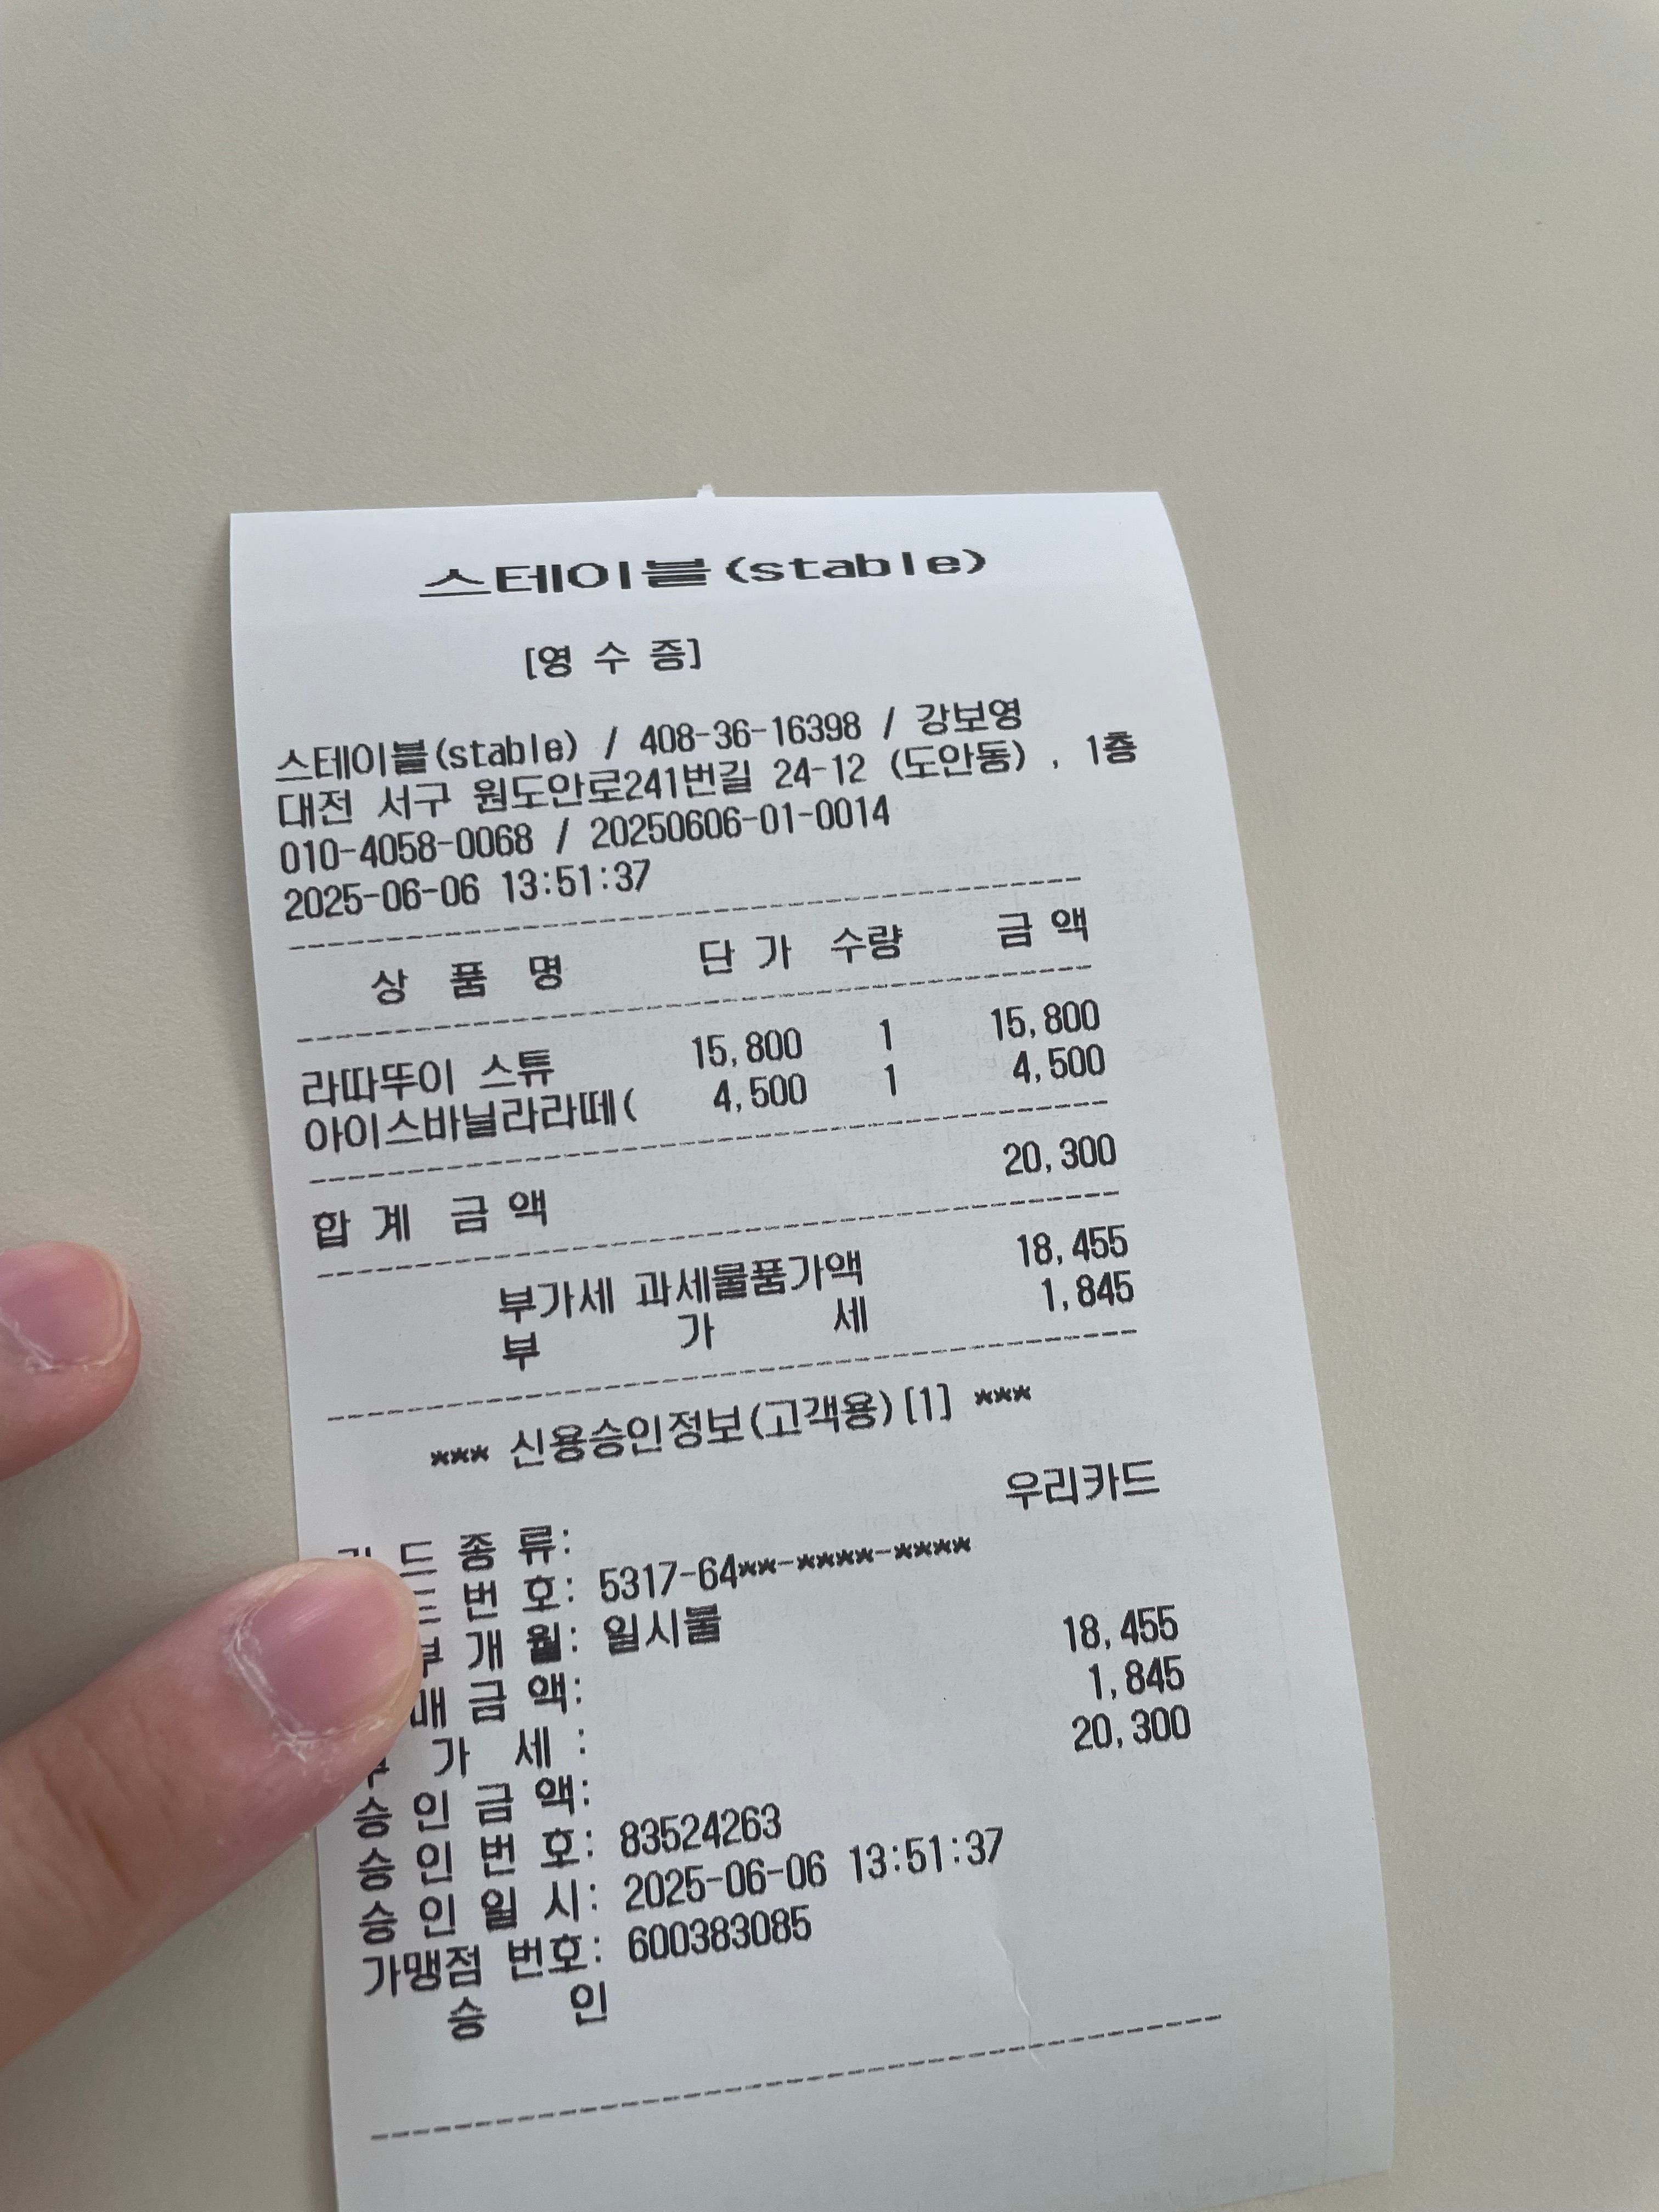 스테이블(stable)
[영 수 증]
스테이블(stable) / 408-36-16398 / 강보영
대전 서구 원도안로241번길 24-12 (도안동) , 1층
010-4058-0068 / 20250606-01-0014
2025-06-06 13:51:37
상 품 명 단 가 수량 금 액
라따뚜이 스튜 15,800 1 15,800
아이스바닐라라떼( 4,500 1 4,500
합 계 금 액 20,300
부가세 과세물품가액 18,455
부 가 세 1,845
*** 신용승인정보(고객용)[1] ***
우리카드
드 종 류:
번 호: 5317-64**-****-****
개 월: 일시불
매 금 액: 18,455
가 세 : 1,845
승 인 금 액: 20,300
승 인 번 호: 83524263
승 인 일 시: 2025-06-06 13:51:37
가맹점 번호: 600383085
승 인